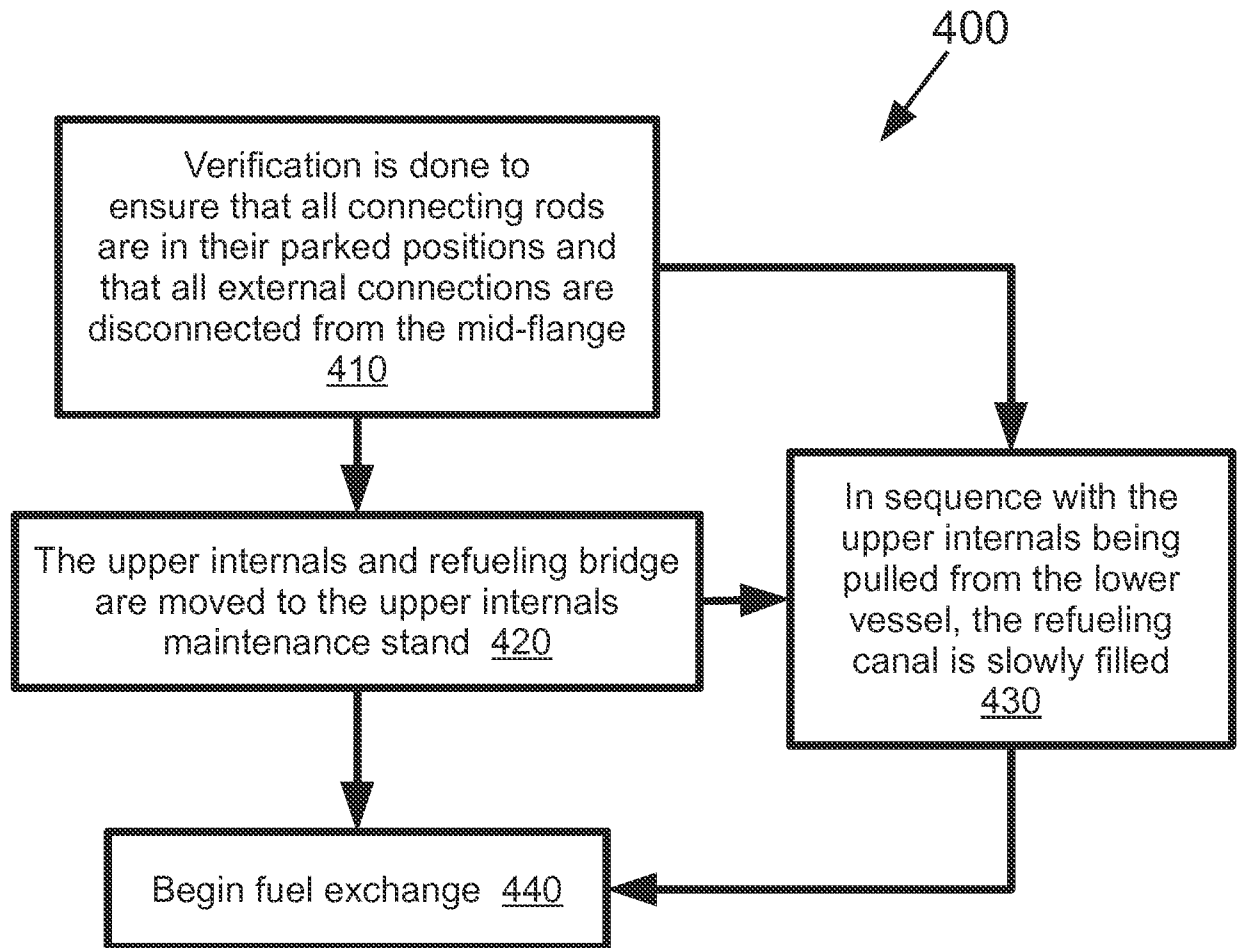 400
Verification is done to
ensure that all connecting rods
are in their parked positions and
that all external connections are
disconnected from the mid-flange
410
The upper internals and refueling bridge
are moved to the upper internals
maintenance stand 420
In sequence with the
upper internals being
pulled from the lower
vessel, the refueling
canal is slowly filled
430
Begin fuel exchange 440